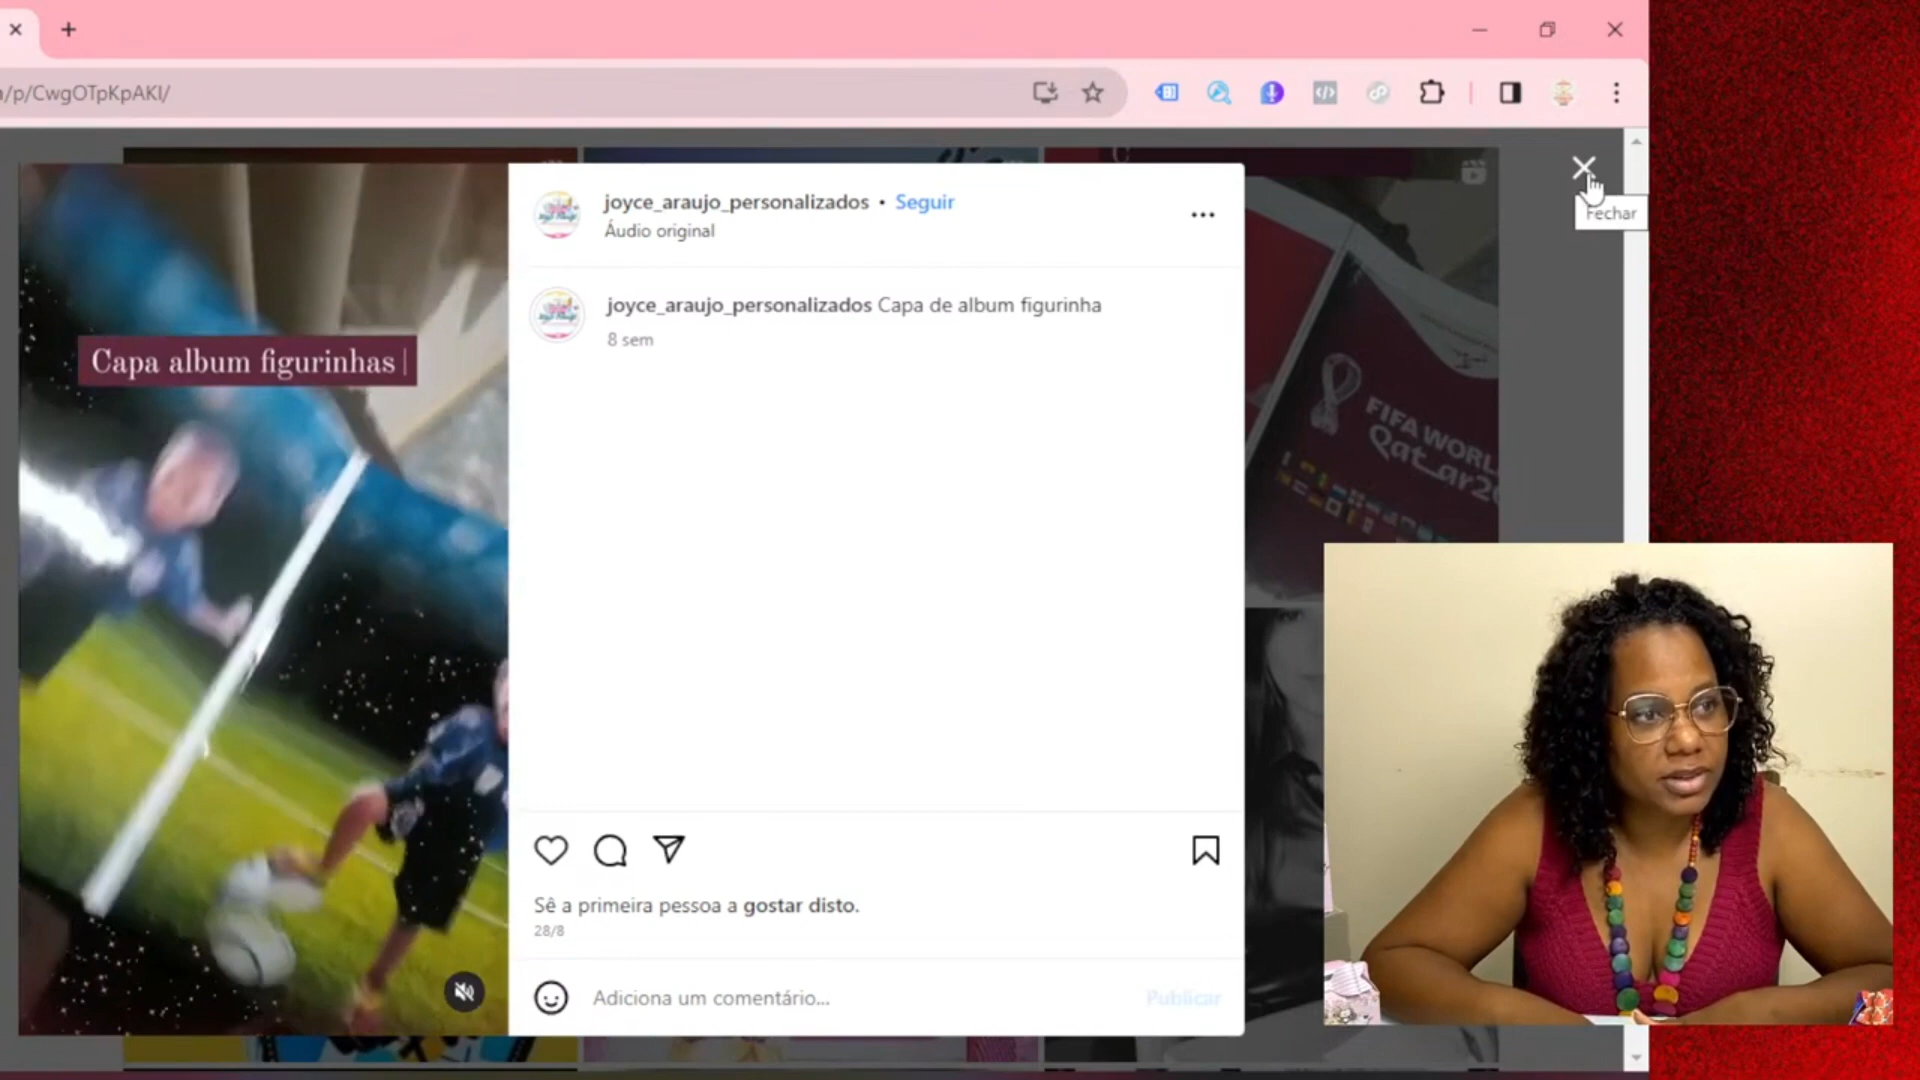 /p/CwgOTpKpAKI/
joyce_araujo_personalizados • Seguir
Áudio original
joyce_araujo_personalizados Capa de album figurinha
8 sem
Capa album figurinhas
Fechar
FIFA WORL
Qatar2
Sê a primeira pessoa a gostar disto.
28/8
Adiciona um comentário...
Publicar